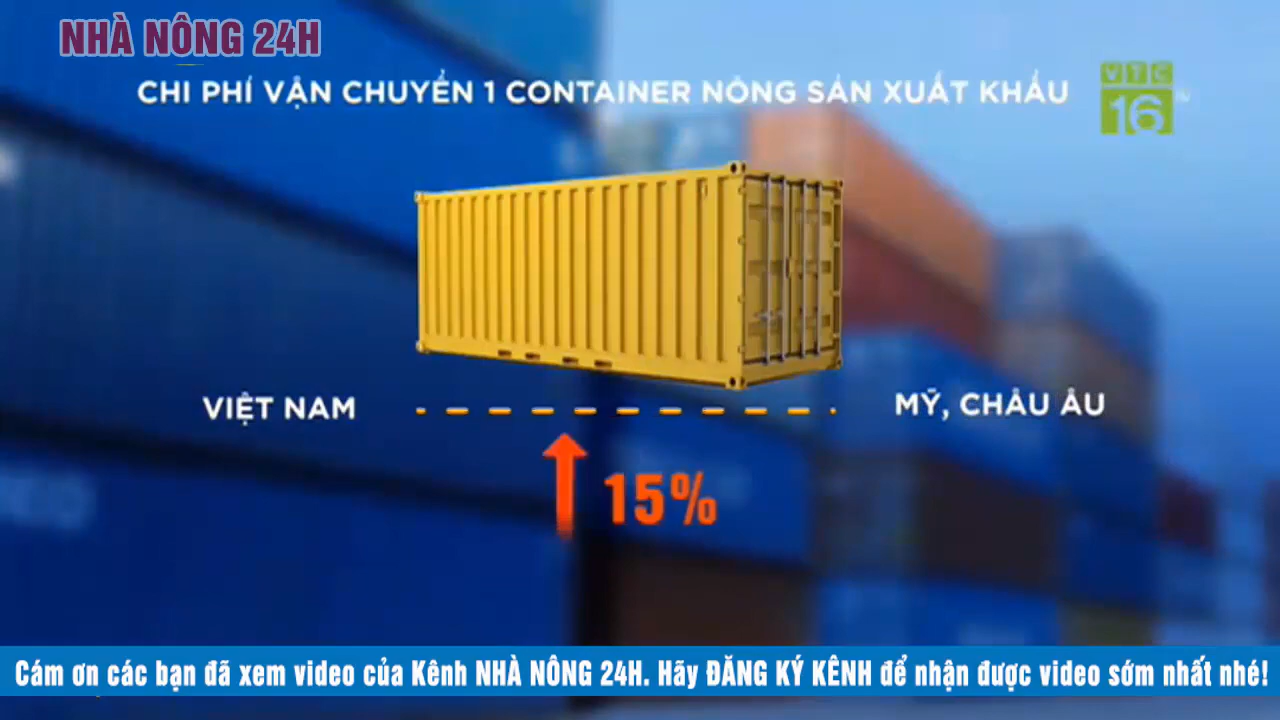 NHÀ NÔNG 24H
CHI PHÍ VẬN CHUYỂN 1 CONTAINER NÔNG SẢN XUẤT KHẨU
VTC
16
VIỆT NAM
MỸ, CHÂU ÂU
15%
Cám ơn các bạn đã xem video của Kênh NHÀ NÔNG 24H. Hãy ĐĂNG KÝ KÊNH để nhận được video sớm nhất nhé!